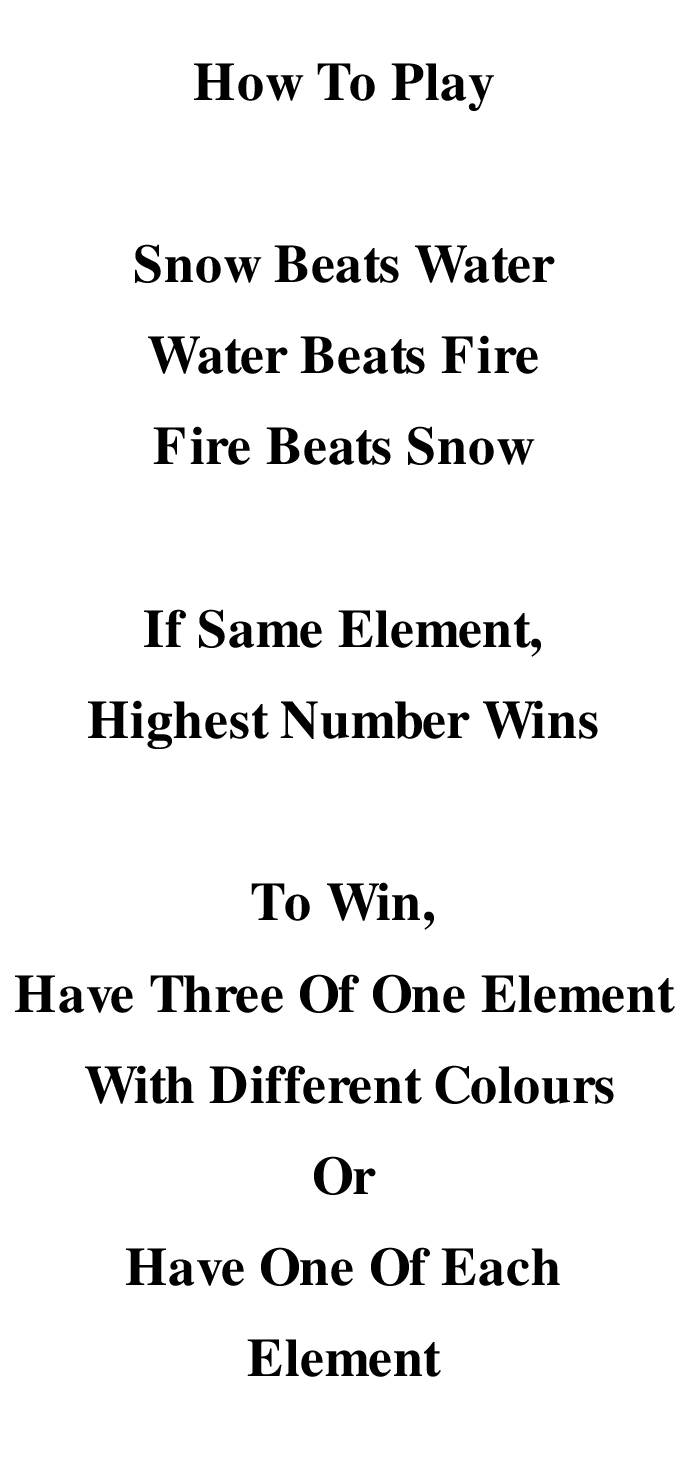 How To Play
Snow Beats Water
Water Beats Fire
Fire Beats Snow
If Same Element,
Highest Number Wins
To Win,
Have Three Of One Element
With Different Colours
Or
Have One Of Each
Element